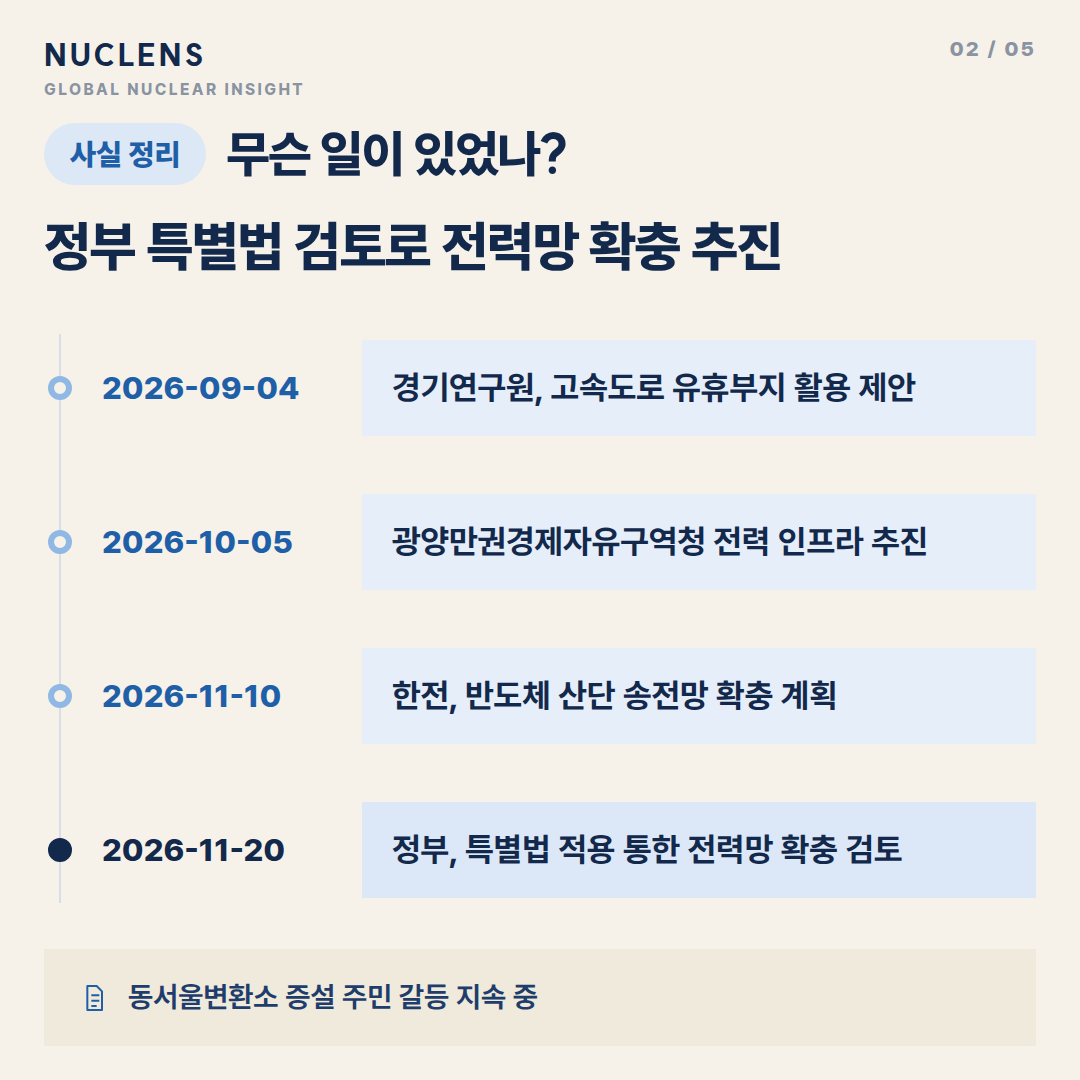 NUCLENS
02 / 05
GLOBAL NUCLEAR INSIGHT
사실 정리 무슨 일이 있었나?
정부 특별법 검토로 전력망 확충 추진
2026-09-04 경기연구원, 고속도로 유휴부지 활용 제안
2026-10-05 광양만권경제자유구역청 전력 인프라 추진
2026-11-10 한전, 반도체 산단 송전망 확충 계획
2026-11-20 정부, 특별법 적용 통한 전력망 확충 검토
동서울변환소 증설 주민 갈등 지속 중